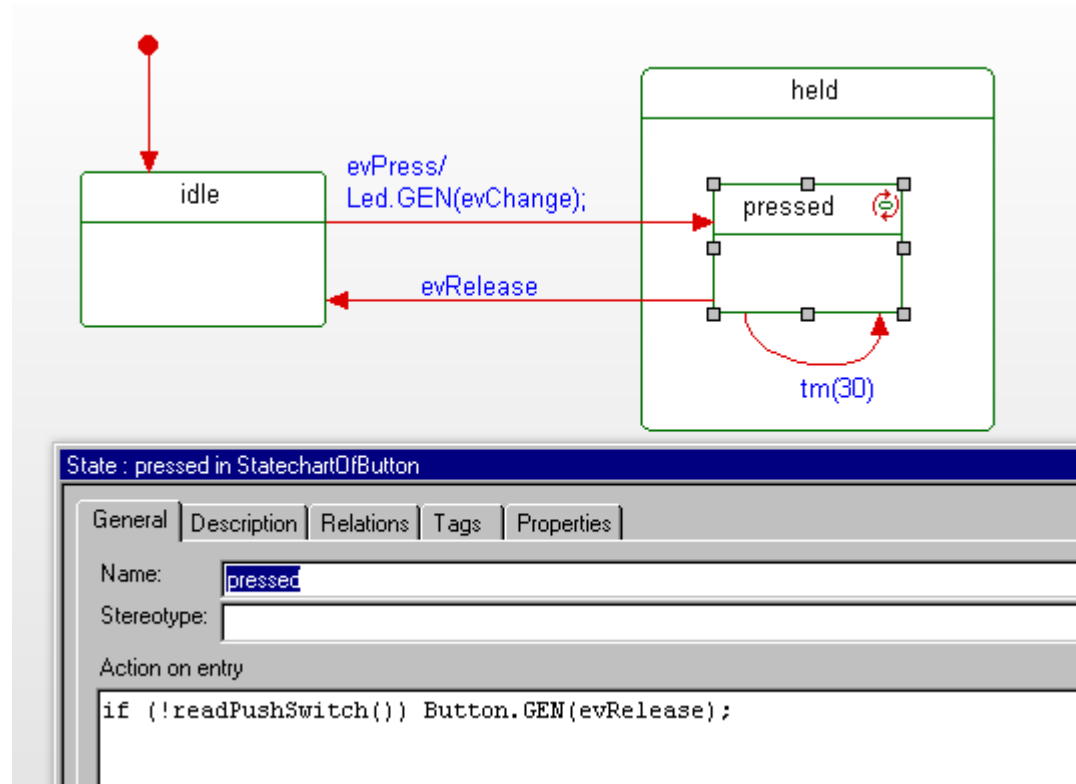 held
idle
evPress/
Led.GEN(evChange);
pressed
evRelease
tm(30)
State : pressed in StatechartOfButton
General Description Relations Tags Properties
Name: pressed
Stereotype:
Action on entry
if (!readPushSwitch()) Button.GEN(evRelease);